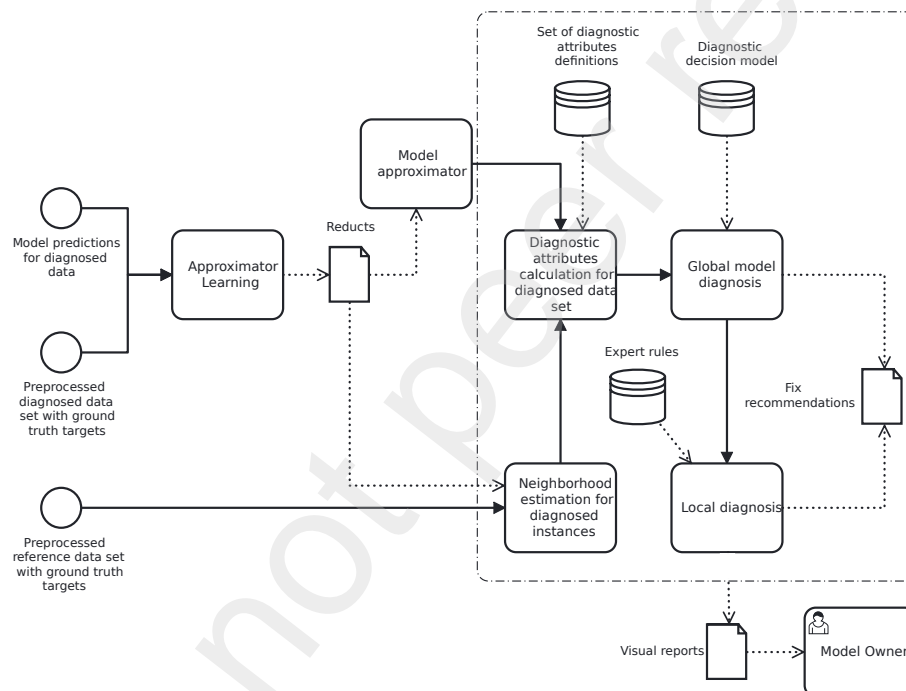 Set of diagnostic
attributes
definitions
Diagnostic
decision model
Model
approximator
Model predictions
for diagnosed
data
Reducts
Approximator
Learning
Diagnostic
attributes
calculation for
diagnosed data
set
Global model
diagnosis
Expert rules
Fix
recommendations
Preprocessed
diagnosed data
set with ground
truth targets
Neighborhood
estimation for
diagnosed
instances
Local diagnosis
Preprocessed
reference data set
with ground truth
targets
Visual reports
Model Owner
not peer re